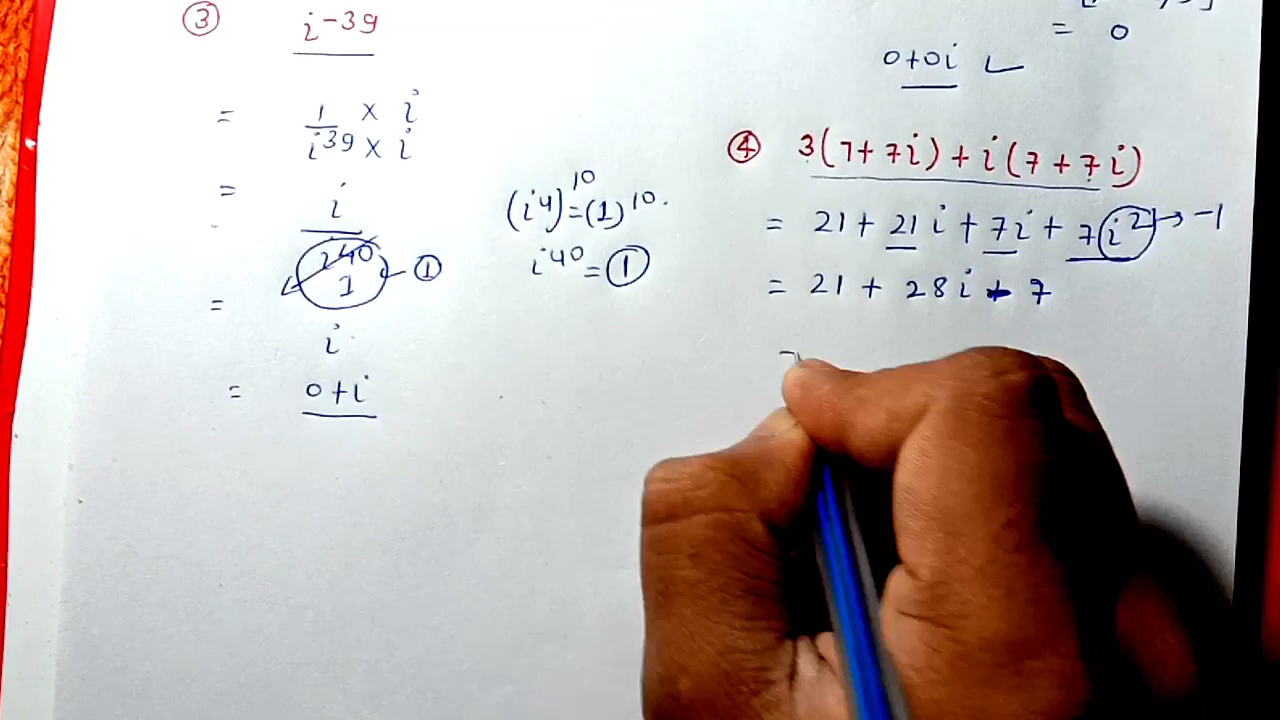 ③ i⁻³⁹
= 1/i³⁹ × i/i
= i/i⁴⁰ 1 ①
(i⁴)¹⁰ = (1)¹⁰.
i⁴⁰ = ①
= i
= 0+i
= 0
0+0i
④ 3(7+7i)+i(7+7i)
= 21+21i+7i+7i² → -1
= 21+28i-7